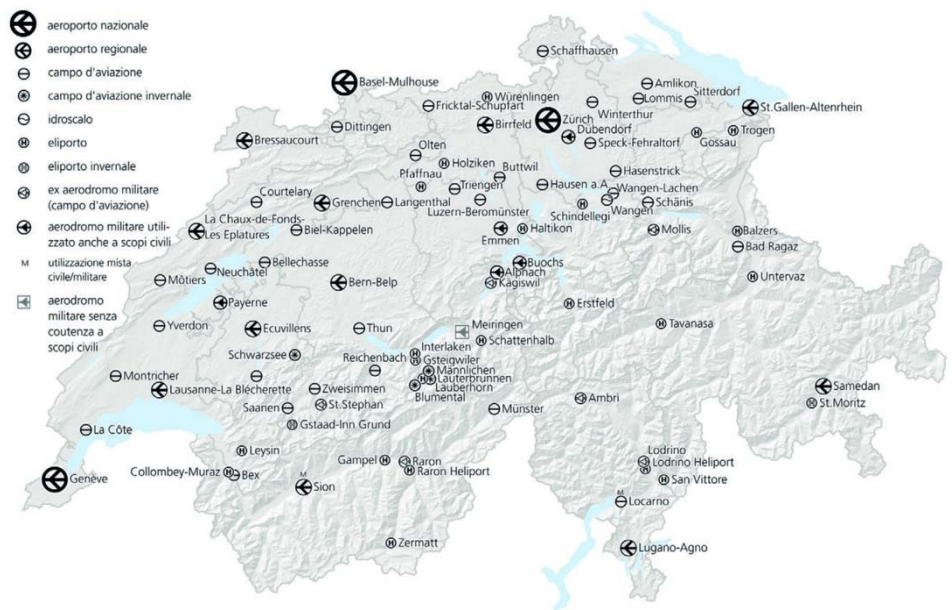 aeroporto nazionale
aeroporto regionale
campo d'aviazione
campo d'aviazione invernale
idroscalo
eliporto
eliporto invernale
ex aerodromo militare
(campo d'aviazione)
aerodromo militare utili-
zzato anche a scopi civili
M utilizzazione mista
civile/militare
aerodromo
militare senza
coutenza a
scopi civili
Schaffhausen
Basel-Mulhouse
Amlikon
Sitterdorf
Würenlingen
Lommis
Fricktal-Schupfart
Winterthur
St.Gallen-Altenrhein
Zürich
Birrfeld
Dübendorf
Trogen
Dittingen
Gossau
Bressaucourt
Speck-Fehraltorf
Olten
Holziken
Buttwil
Hasenstrick
Pfaffnau
Triengen
Hausen a.A.
Wangen-Lachen
Courtelary
Grenchen
Langenthal
Luzern-Beromünster
Schindellegi
Wangen
Schänis
La Chaux-de-Fonds-
Les Eplatures
Biel-Kappelen
Emmen
Haltikon
Mollis
Balzers
Bad Ragaz
Bellechasse
Neuchâtel
Buochs
Alpnach
Kägiswil
Môtiers
Bern-Belp
Untervaz
Payerne
Erstfeld
Yverdon
Ecuvillens
Thun
Meiringen
Tavanasa
Schattenhalb
Interlaken
Schwarzsee
Reichenbach
Gsteigwiler
Männlichen
Montricher
Lauterbrunnen
Lausanne-La Blécherette
Zweisimmen
Lauberhorn
Samedan
Blumental
Saanen
St.Stephan
Münster
Ambrì
St.Moritz
Gstaad-Inn Grund
La Côte
Leysin
Gampel
Raron
Lodrino
Lodrino Heliport
Collombey-Muraz
Bex
Raron Heliport
San Vittore
Genève
M
Sion
M
Locarno
Zermatt
Lugano-Agno